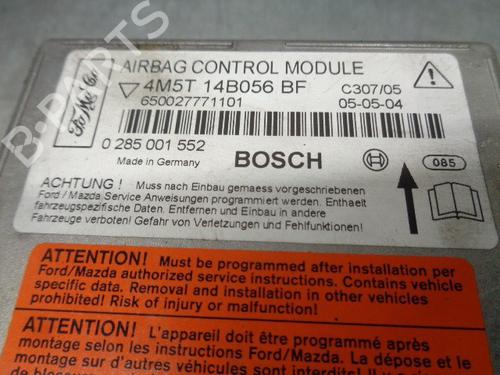 B-PARTS
FoMoCo
AIRBAG CONTROL MODULE
4M5T 14B056 BF
C307/05
650027771101
05-05-04
0 285 001 552
Made in Germany
BOSCH
085
ACHTUNG ! Muss nach Einbau gemaess vorgeschriebenen
Ford / Mazda Service Anweisungen programmiert werden. Enthaelt
fahrzeugspezifische Daten. Entfernen und Einbau in andere
Fahrzeuge verboten! Gefahr von Verletzungen und Fehlfunktionen!
ATTENTION! Must be programmed after installation per
Ford/Mazda authorized service instructions. Contains vehicle
specific data. Removal and installation in other vehicles
prohibited! Risk of injury or malfunction!
ATTENTION! L'appareil doit être programmé après
montage selon les instructions Ford/Mazda. La dépose et le
montage sur d'autres véhicules sont interdits!